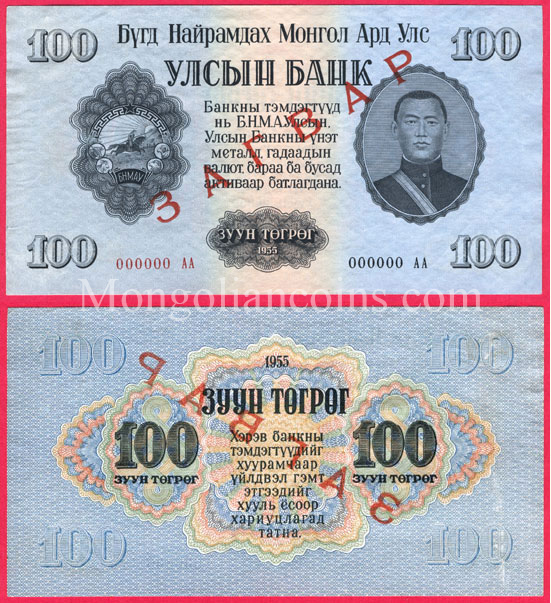 100 Бүгд Найрамдах Монгол Ард Улс 100
УЛСЫН БАНК
Банкны тэмдэгтүүд
нь Б.Н.М.А.Улсын,
Улсын Банкны үнэт
металл, гадаадын
валют, бараа ба бусад
активаар батлагдана.
БНМАУ
ЗАГВАР
ЗУУН ТӨГРӨГ
1955
100 000000 АА 000000 АА 100
Mongoliancoins.com
100 1955 100
ЗУУН ТӨГРӨГ
100 100
ЗУУН ТӨГРӨГ ЗУУН ТӨГРӨГ
Хэрэв банкны
тэмдэгтүүдийг
хуурамчаар
үйлдвэл гэмт
этгээдийг
хууль ёсоор
хариуцлагад
татна.
ЗАГВАР
100 100